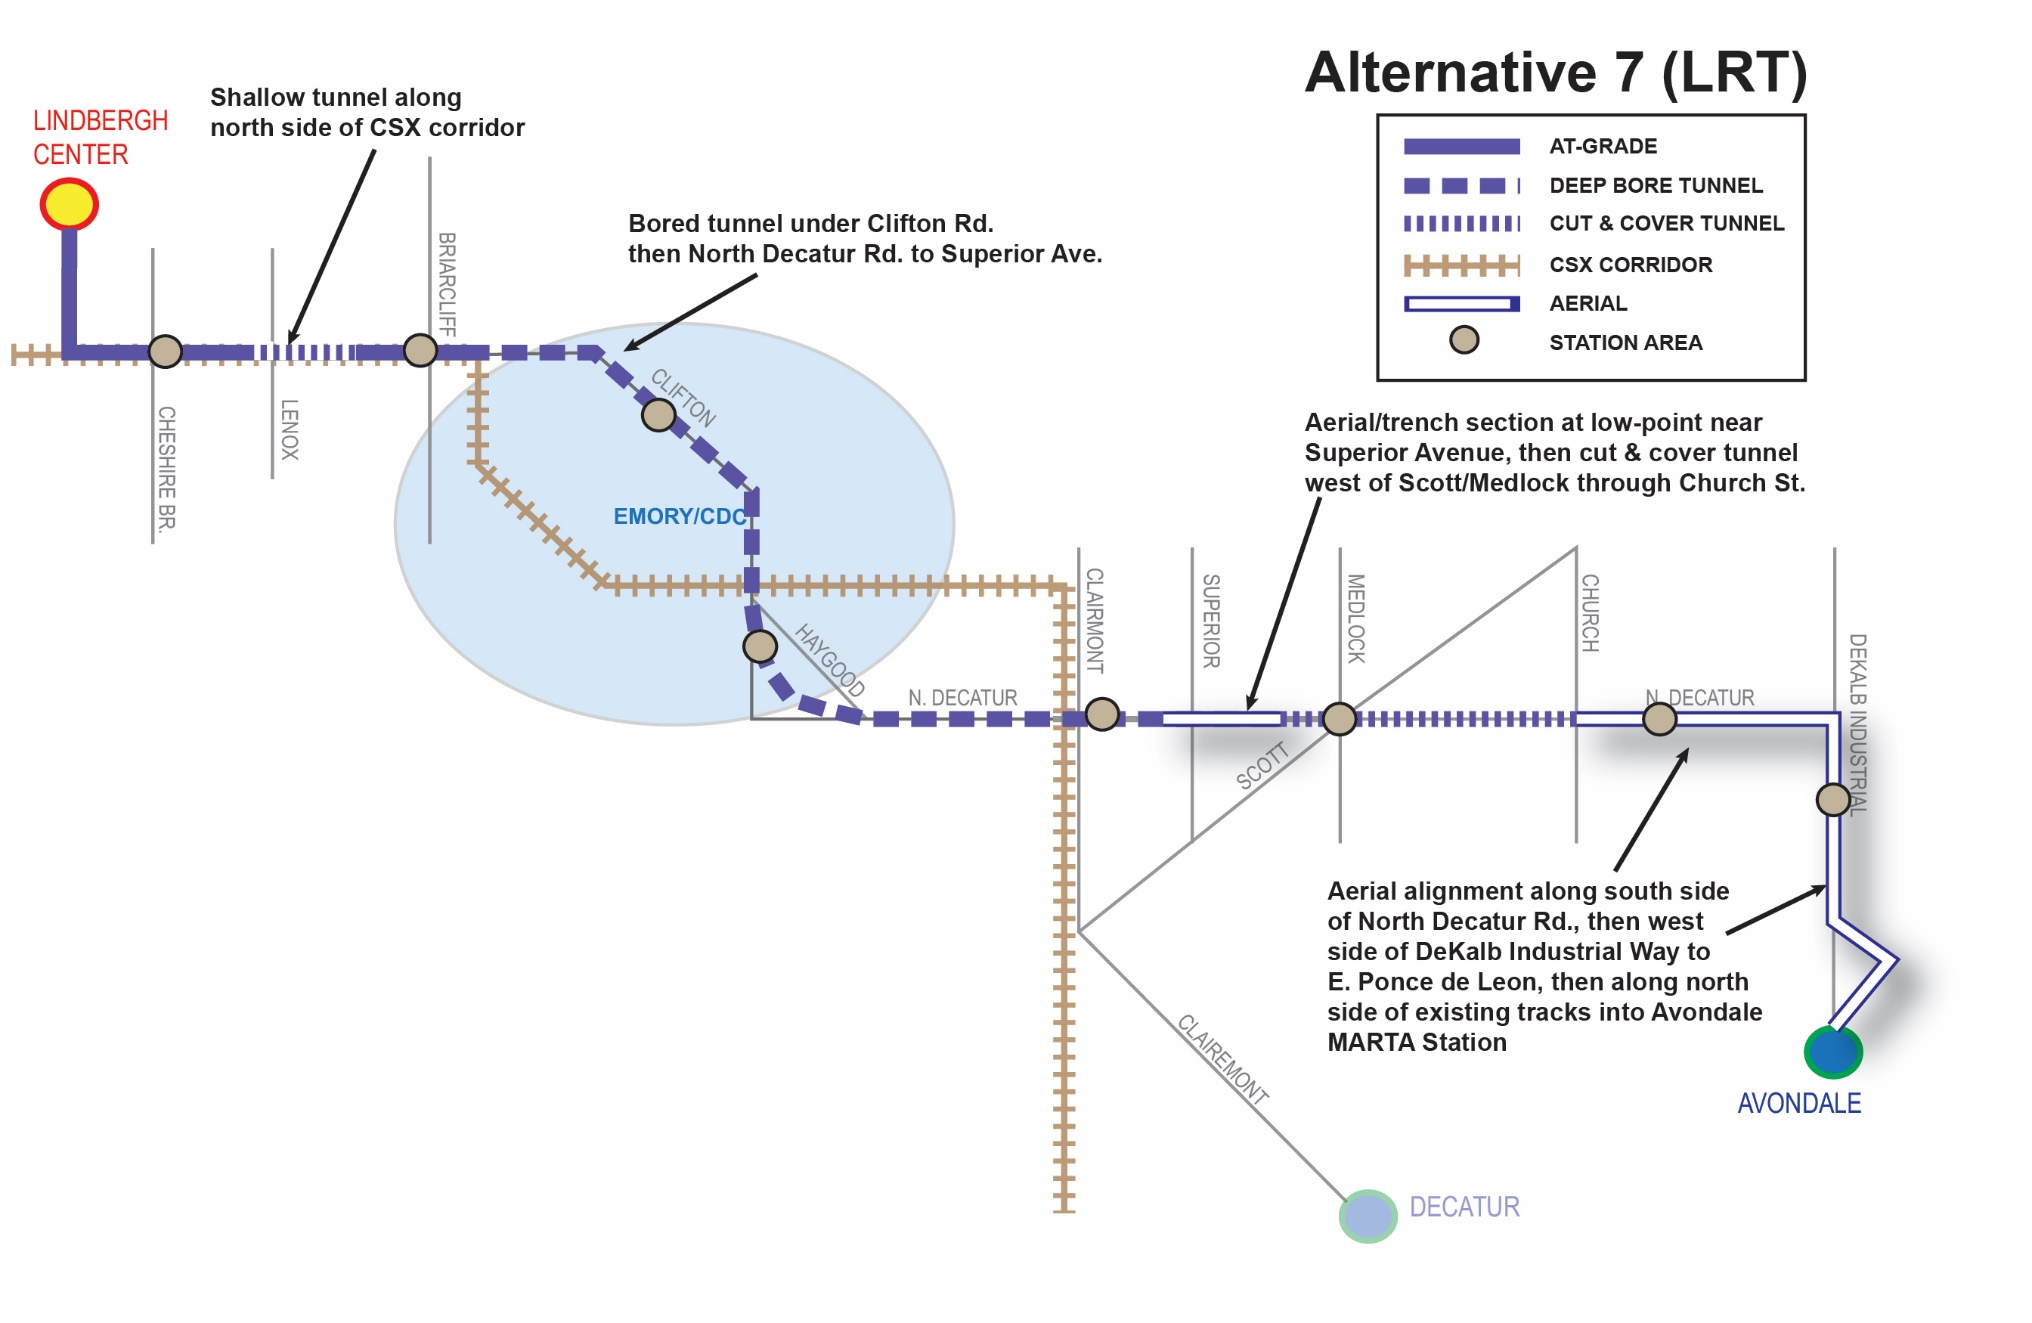 Alternative 7 (LRT)
AT-GRADE
DEEP BORE TUNNEL
CUT & COVER TUNNEL
CSX CORRIDOR
AERIAL
STATION AREA
LINDBERGH
CENTER
Shallow tunnel along
north side of CSX corridor
Bored tunnel under Clifton Rd.
then North Decatur Rd. to Superior Ave.
BRIARCLIFF
CHESHIRE BR.
LENOX
CLIFTON
EMORY/CDC
HAYGOOD
N. DECATUR
Aerial/trench section at low-point near
Superior Avenue, then cut & cover tunnel
west of Scott/Medlock through Church St.
CLAIRMONT
SUPERIOR
MEDLOCK
CHURCH
SCOTT
N. DECATUR
DEKALB INDUSTRIAL
Aerial alignment along south side
of North Decatur Rd., then west
side of DeKalb Industrial Way to
E. Ponce de Leon, then along north
side of existing tracks into Avondale
MARTA Station
CLAIREMONT
AVONDALE
DECATUR